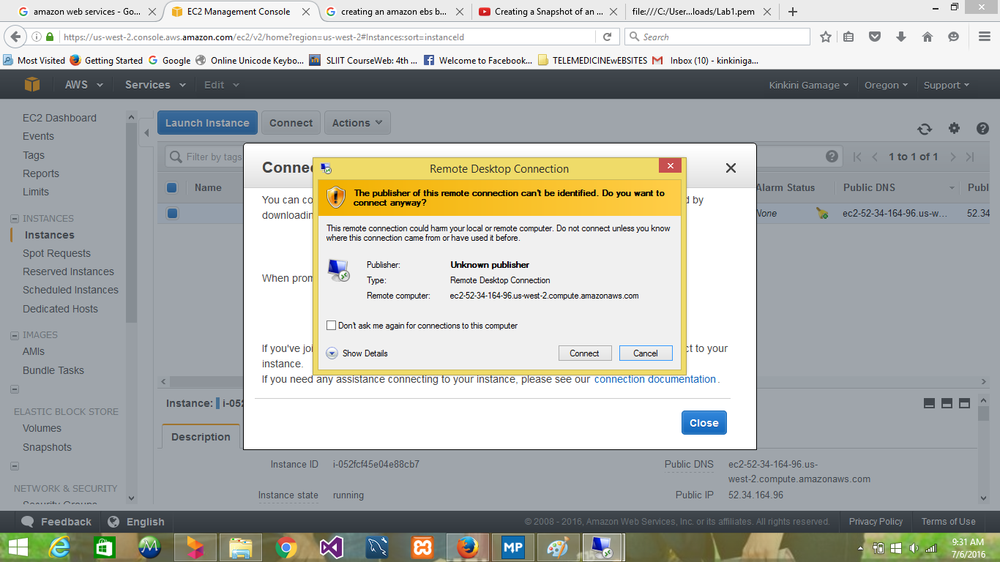 amazon web services - Go...
EC2 Management Console
creating an amazon ebs b...
Creating a Snapshot of an ...
file:///C:/User...loads/Lab1.pem
https://us-west-2.console.aws.amazon.com/ec2/v2/home?region=us-west-2#Instances:sort=instanceId
Search
Most Visited
Getting Started
Google
Online Unicode Keybo...
SLIIT CourseWeb: 4th ...
Welcome to Facebook...
TELEMEDICINEwEBSITES
Inbox (10) - kinkiniga...
AWS
Services
Edit
Kinkini Gamage
Oregon
Support
EC2 Dashboard
Events
Tags
Reports
Limits
INSTANCES
Instances
Spot Requests
Reserved Instances
Scheduled Instances
Dedicated Hosts
IMAGES
AMIs
Bundle Tasks
ELASTIC BLOCK STORE
Volumes
Snapshots
NETWORK & SECURITY
Security Groups
Launch Instance
Connect
Actions
Filter by tags
1 to 1 of 1
Name
Alarm Status
Public DNS
Publ
None
ec2-52-34-164-96.us-w...
52.34
Connec
You can co
d by
downloadin
When prom
If you've joi
ct to your
instance.
If you need any assistance connecting to your instance, please see our connection documentation.
Close
Remote Desktop Connection
The publisher of this remote connection can't be identified. Do you want to
connect anyway?
This remote connection could harm your local or remote computer. Do not connect unless you know
where this connection came from or have used it before.
Publisher: Unknown publisher
Type: Remote Desktop Connection
Remote computer: ec2-52-34-164-96.us-west-2.compute.amazonaws.com
Don't ask me again for connections to this computer
Show Details
Connect
Cancel
Instance: i-052
Description
Instance ID i-052fcf45e04e88cb7
Public DNS ec2-52-34-164-96.us-
west-2.compute.amazonaws.com
Instance state running
Public IP 52.34.164.96
Feedback
English
© 2008 - 2016, Amazon Web Services, Inc. or its affiliates. All rights reserved.
Privacy Policy
Terms of Use
MP
9:31 AM
7/6/2016